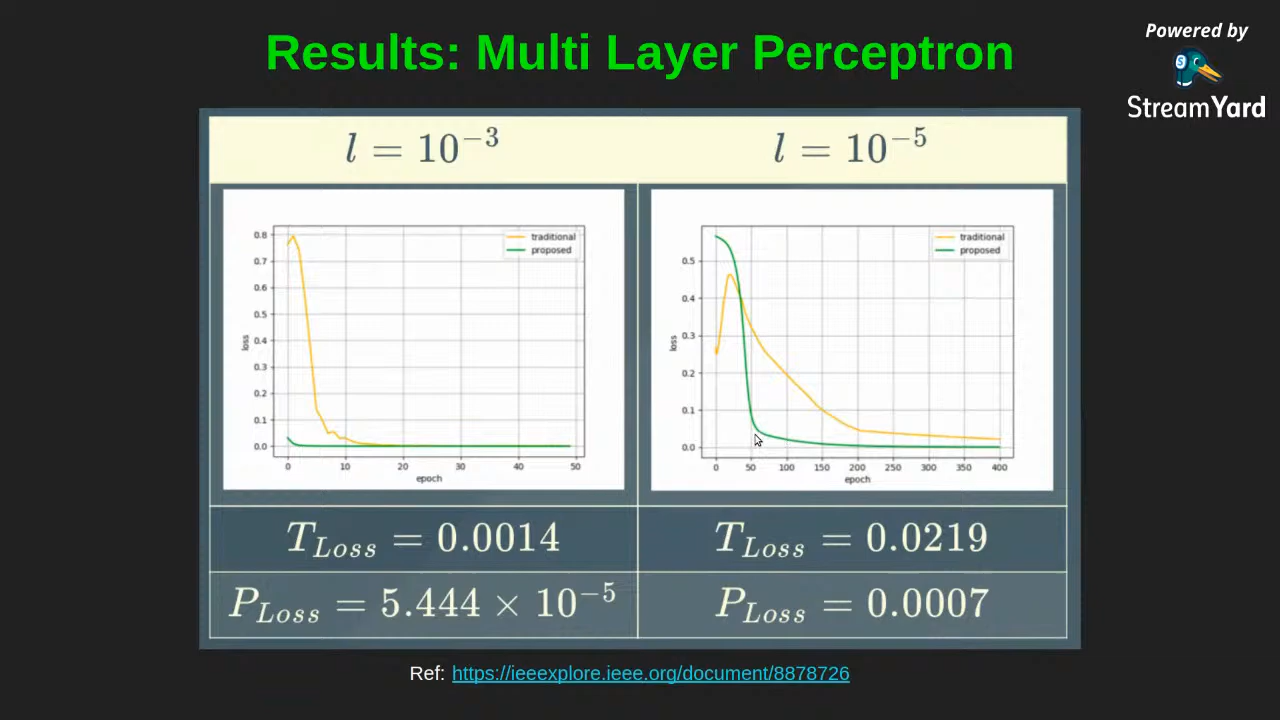 Results: Multi Layer Perceptron
Powered by
StreamYard
l = 10⁻³
l = 10⁻⁵
traditional
proposed
0.8
0.7
0.6
0.5
0.4
0.3
0.2
0.1
0.0
loss
0 10 20 30 40 50
epoch
traditional
proposed
0.5
0.4
0.3
0.2
0.1
0.0
loss
0 50 100 150 200 250 300 350 400
epoch
T_Loss = 0.0014
T_Loss = 0.0219
P_Loss = 5.444 × 10⁻⁵
P_Loss = 0.0007
Ref: https://ieeexplore.ieee.org/document/8878726